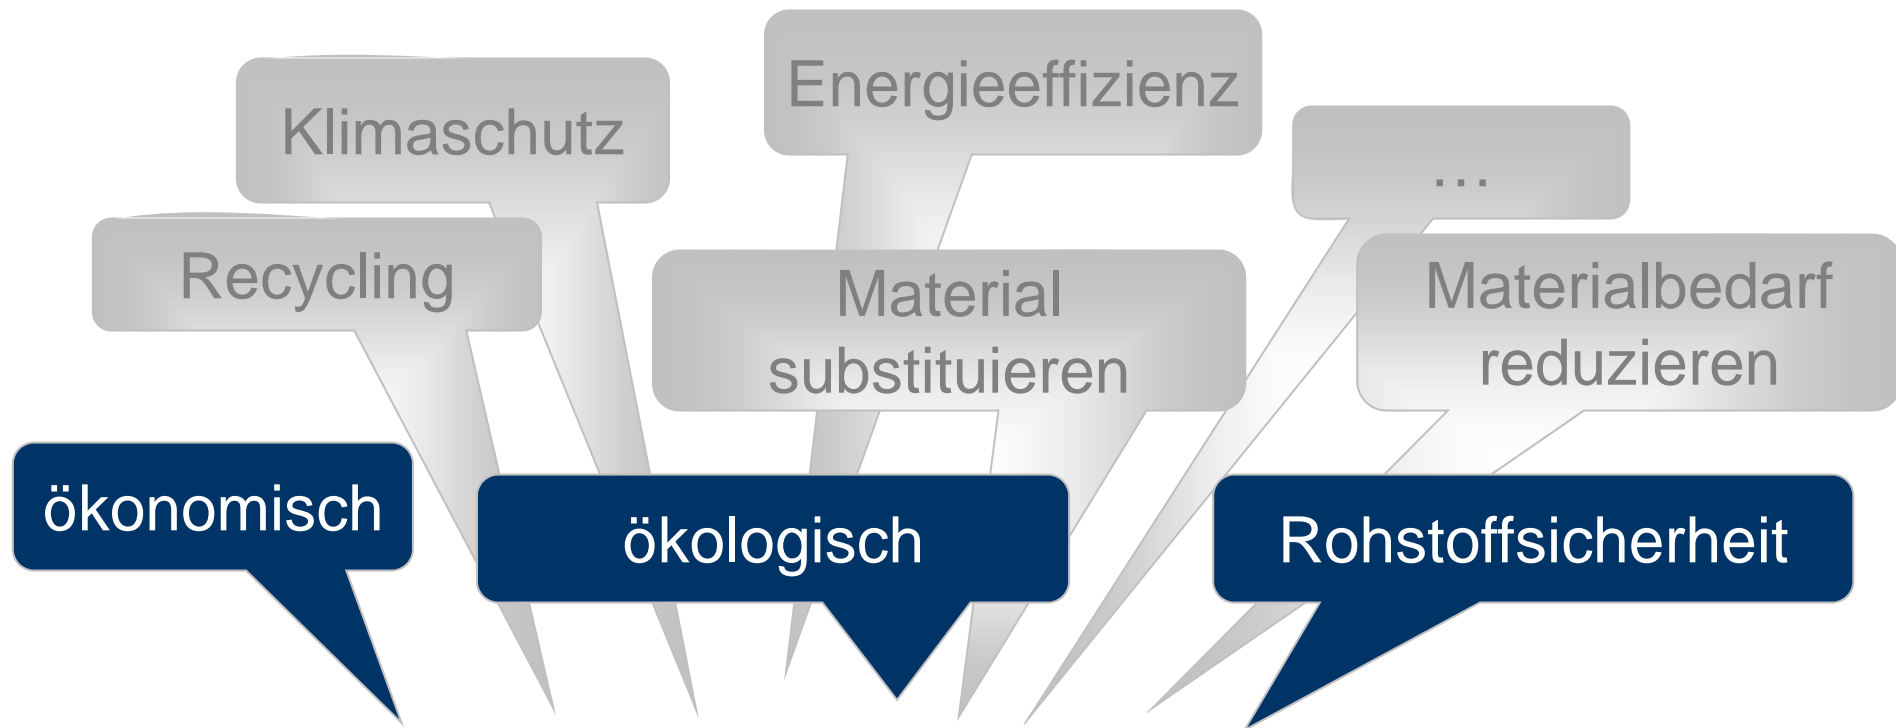 Energieeffizienz
Klimaschutz
…
Recycling
Material
substituieren
Materialbedarf
reduzieren
ökonomisch
ökologisch
Rohstoffsicherheit